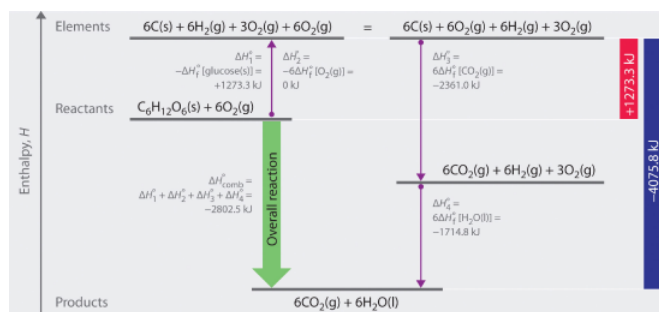 Elements
6C(s) + 6H₂(g) + 3O₂(g) + 6O₂(g)
=
6C(s) + 6O₂(g) + 6H₂(g) + 3O₂(g)
ΔH°₁ =
−ΔH°f [glucose(s)] =
+1273.3 kJ
ΔH°₂ =
−6ΔH°f [O₂(g)] =
0 kJ
ΔH°₃ =
6ΔH°f [CO₂(g)] =
−2361.0 kJ
+1273.3 kJ
−4075.8 kJ
Enthalpy, H
Reactants
C₆H₁₂O₆(s) + 6O₂(g)
ΔH°comb =
ΔH°₁ + ΔH°₂ + ΔH°₃ + ΔH°₄ =
−2802.5 kJ
Overall reaction
6CO₂(g) + 6H₂(g) + 3O₂(g)
ΔH°₄ =
6ΔH°f [H₂O(l)] =
−1714.8 kJ
Products
6CO₂(g) + 6H₂O(l)